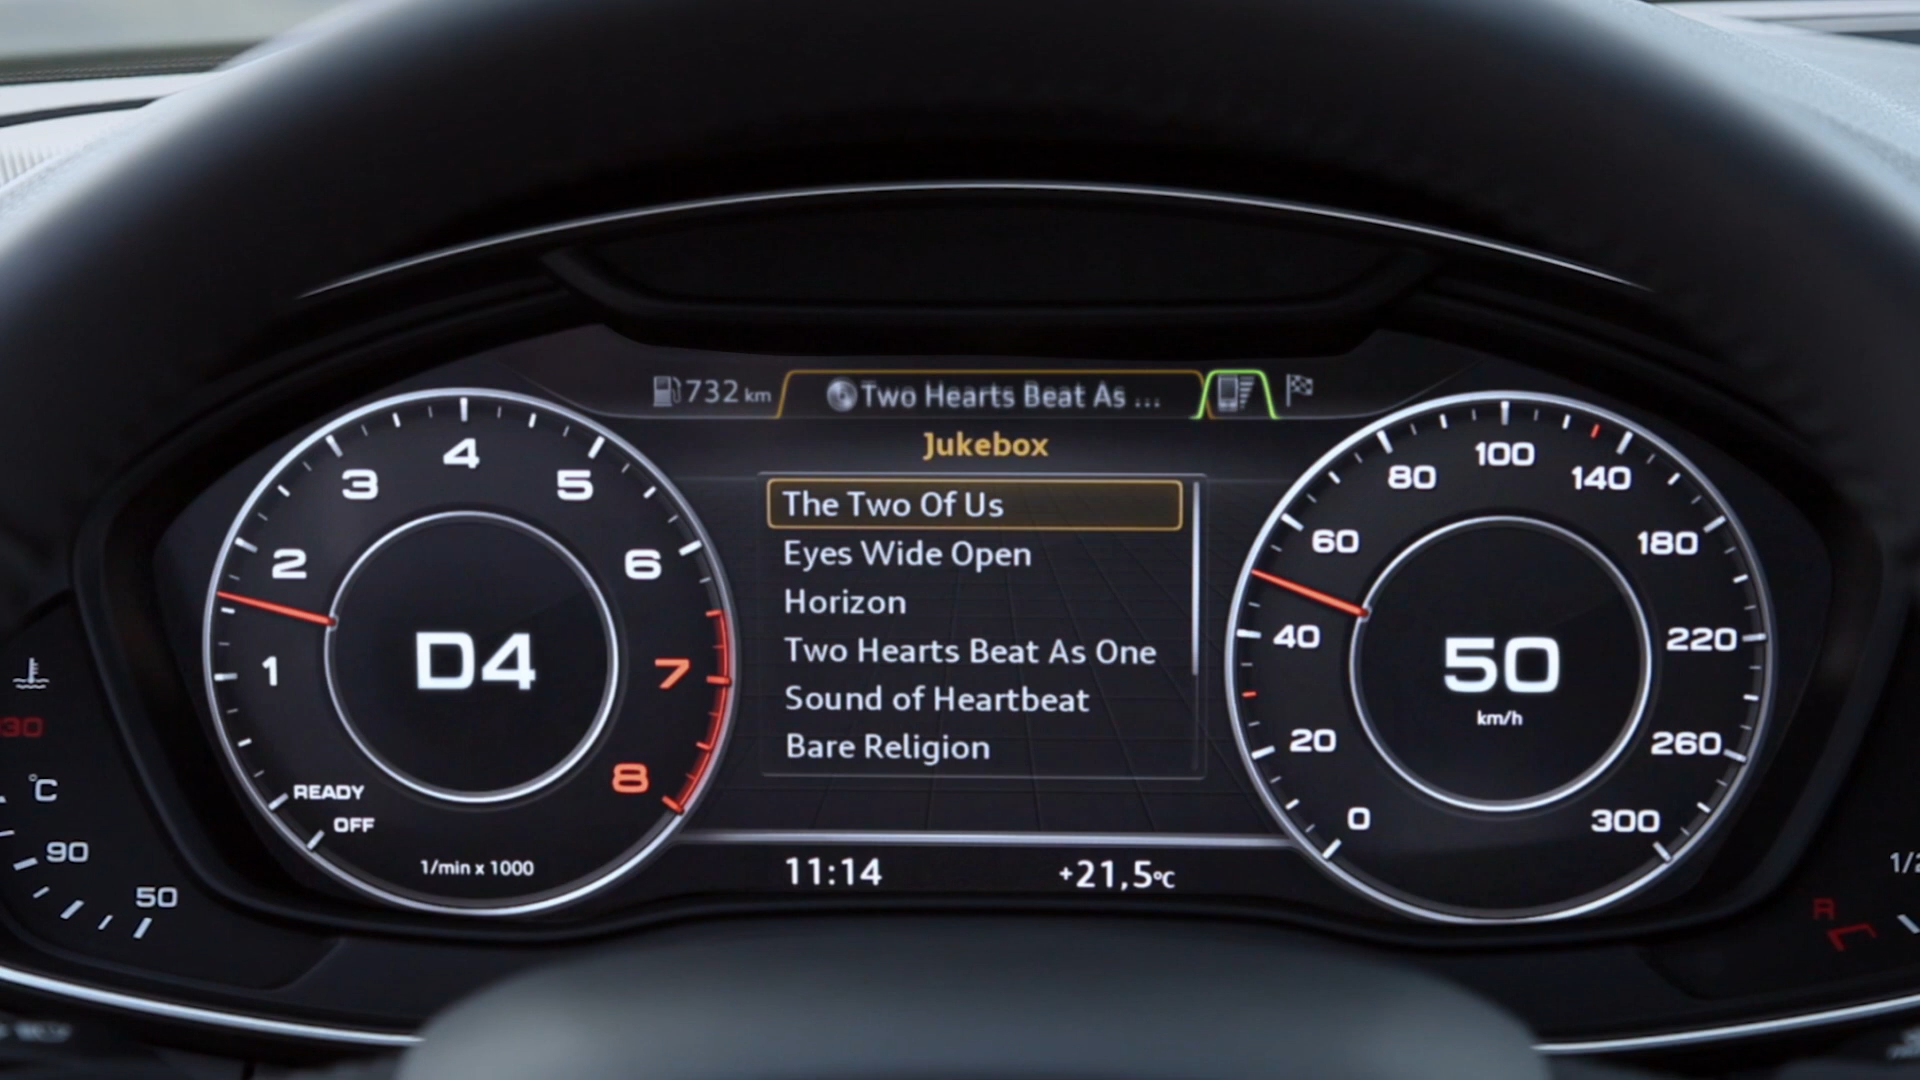 732 km
Two Hearts Beat As ...
Jukebox
The Two Of Us
Eyes Wide Open
Horizon
Two Hearts Beat As One
Sound of Heartbeat
Bare Religion
11:14
+21,5°C
OFF
READY
1
2
3
4
5
6
7
8
D4
1/min x 1000
0
20
40
60
80
100
140
180
220
260
300
50
km/h
130
°C
90
50
1/2
R